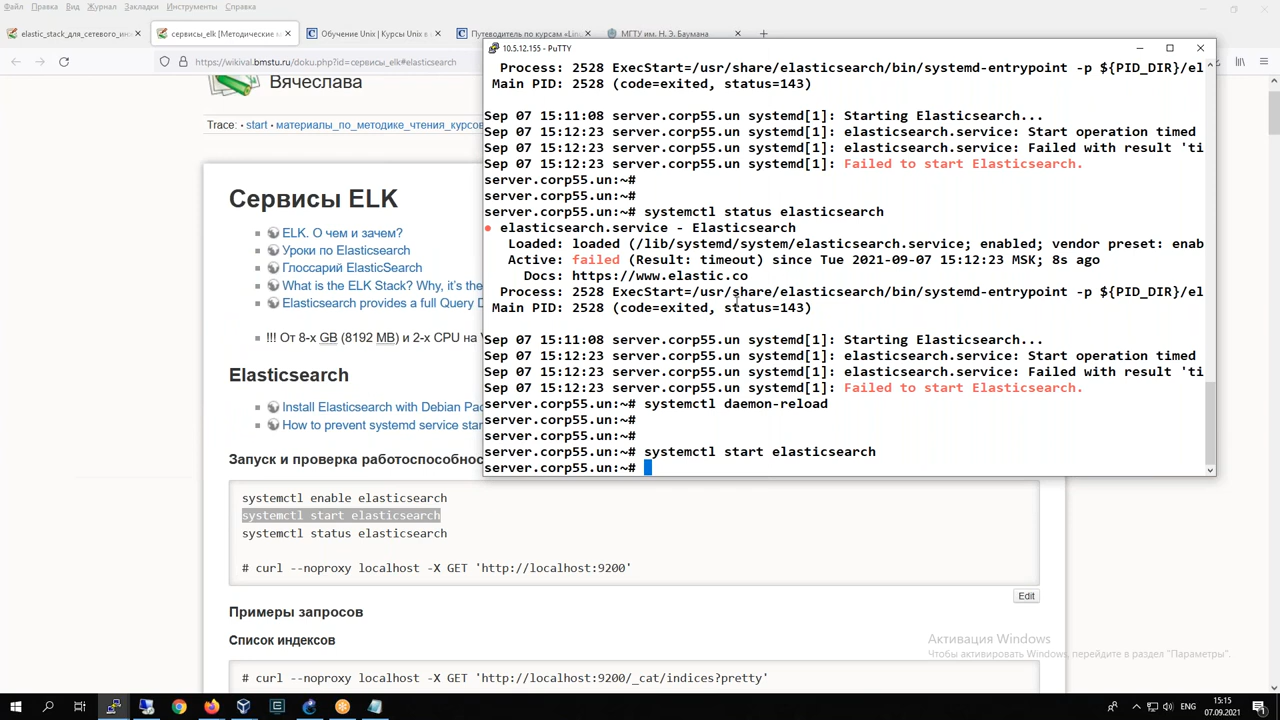 Файл Правка Вид Журнал Закладки Инструменты Справка
elastic_stack_для_сетевого_ин
сервисы_elk [Методические м
Обучение Unix | Курсы Unix в
Путеводитель по курсам «Lin
МГТУ им. Н. Э. Баумана
https://wikival.bmstu.ru/doku.php?id=сервисы_elk#elasticsearch
Вячеслава
Trace: • start • материалы_по_методике_чтения_курсов
Сервисы ELK
ELK. О чем и зачем?
Уроки по Elasticsearch
Глоссарий ElasticSearch
What is the ELK Stack? Why, it's the
Elasticsearch provides a full Query D
!!! От 8-х GB (8192 MB) и 2-х CPU на V
Elasticsearch
Install Elasticsearch with Debian Pac
How to prevent systemd service star
Запуск и проверка работоспособнос
systemctl enable elasticsearch
systemctl start elasticsearch
systemctl status elasticsearch
# curl --noproxy localhost -X GET 'http://localhost:9200'
Edit
Примеры запросов
Список индексов
# curl --noproxy localhost -X GET 'http://localhost:9200/_cat/indices?pretty'
10.5.12.155 - PuTTY
Process: 2528 ExecStart=/usr/share/elasticsearch/bin/systemd-entrypoint -p ${PID_DIR}/el
Main PID: 2528 (code=exited, status=143)
Sep 07 15:11:08 server.corp55.un systemd[1]: Starting Elasticsearch...
Sep 07 15:12:23 server.corp55.un systemd[1]: elasticsearch.service: Start operation timed
Sep 07 15:12:23 server.corp55.un systemd[1]: elasticsearch.service: Failed with result 'ti
Sep 07 15:12:23 server.corp55.un systemd[1]: Failed to start Elasticsearch.
server.corp55.un:~#
server.corp55.un:~#
server.corp55.un:~# systemctl status elasticsearch
● elasticsearch.service - Elasticsearch
Loaded: loaded (/lib/systemd/system/elasticsearch.service; enabled; vendor preset: enab
Active: failed (Result: timeout) since Tue 2021-09-07 15:12:23 MSK; 8s ago
Docs: https://www.elastic.co
Process: 2528 ExecStart=/usr/share/elasticsearch/bin/systemd-entrypoint -p ${PID_DIR}/el
Main PID: 2528 (code=exited, status=143)
Sep 07 15:11:08 server.corp55.un systemd[1]: Starting Elasticsearch...
Sep 07 15:12:23 server.corp55.un systemd[1]: elasticsearch.service: Start operation timed
Sep 07 15:12:23 server.corp55.un systemd[1]: elasticsearch.service: Failed with result 'ti
Sep 07 15:12:23 server.corp55.un systemd[1]: Failed to start Elasticsearch.
server.corp55.un:~# systemctl daemon-reload
server.corp55.un:~#
server.corp55.un:~#
server.corp55.un:~# systemctl start elasticsearch
server.corp55.un:~#
Активация Windows
Чтобы активировать Windows, перейдите в раздел "Параметры".
ENG
15:15
07.09.2021
1